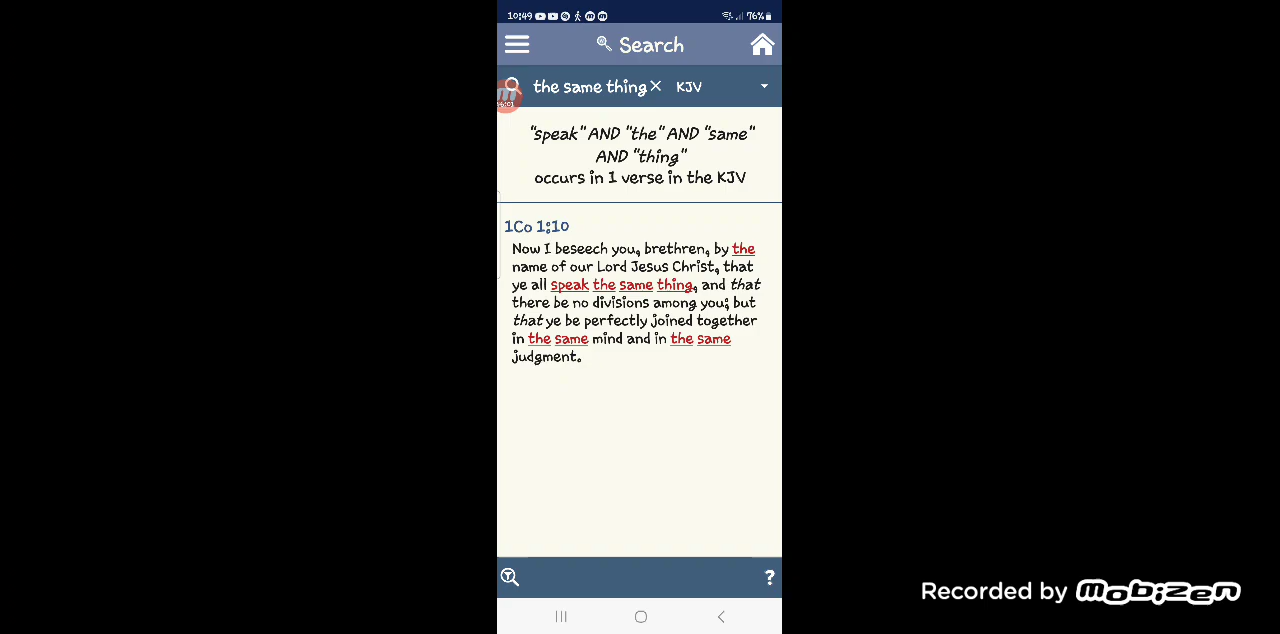 10:49 76%
Search
the same thing X KJV
"speak" AND "the" AND "same"
AND "thing"
occurs in 1 verse in the KJV
1Co 1:10
Now I beseech you, brethren, by the
name of our Lord Jesus Christ, that
ye all speak the same thing, and that
there be no divisions among you; but
that ye be perfectly joined together
in the same mind and in the same
judgment.
?
Recorded by mobizen